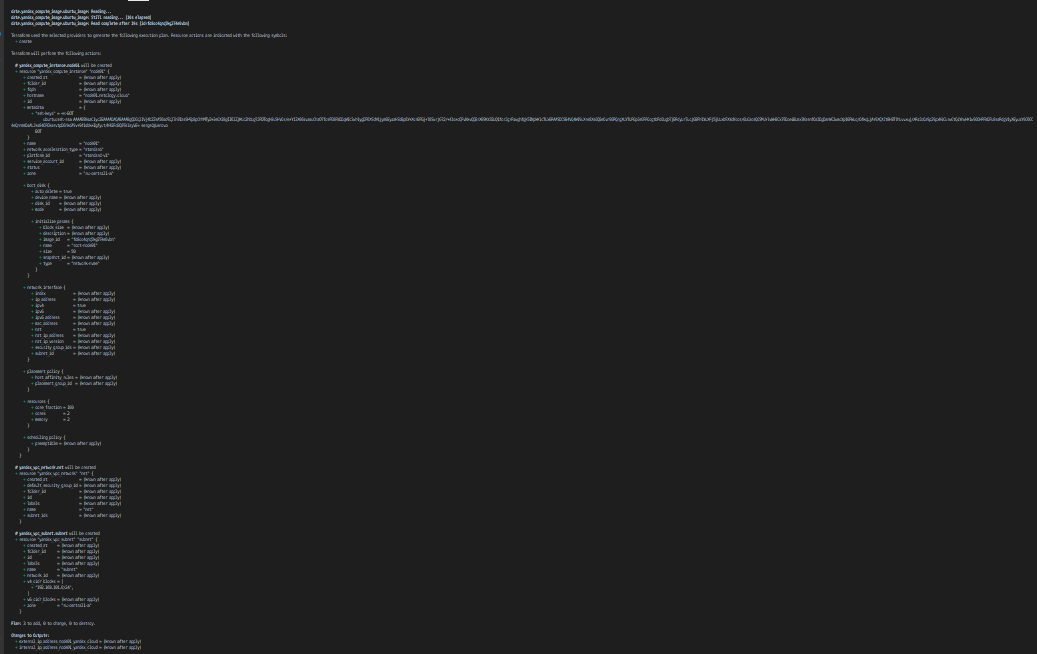 data.yandex_compute_image.ubuntu_image: Reading...
data.yandex_compute_image.ubuntu_image: Still reading... [10s elapsed]
data.yandex_compute_image.ubuntu_image: Read complete after 10s
Terraform used the selected providers to generate the following execution plan. Resource actions are indicated with the following symbols:
+ create
Terraform will perform the following actions:
# yandex_compute_instance.node01 will be created
+ resource "yandex_compute_instance" "node01" {
+ created_at = (known after apply)
+ folder_id = (known after apply)
+ fqdn = (known after apply)
+ hostname = "node01.netology.cloud"
+ id = (known after apply)
+ metadata = {
+ "ssh-keys" = <<-EOT
EOT
}
+ name = "node01"
+ network_acceleration_type = "standard"
+ platform_id = "standard-v1"
+ service_account_id = (known after apply)
+ status = (known after apply)
+ zone = "ru-central1-a"
+ boot_disk {
+ auto_delete = true
+ device_name = (known after apply)
+ disk_id = (known after apply)
+ mode = (known after apply)
+ initialize_params {
+ block_size = (known after apply)
+ description = (known after apply)
+ image_id =
+ name = "root-node01"
+ size = 50
+ snapshot_id = (known after apply)
+ type = "network-nvme"
}
}
+ network_interface {
+ index = (known after apply)
+ ip_address = (known after apply)
+ ipv4 = true
+ ipv6 = (known after apply)
+ ipv6_address = (known after apply)
+ mac_address = (known after apply)
+ nat = true
+ nat_ip_address = (known after apply)
+ nat_ip_version = (known after apply)
+ security_group_ids = (known after apply)
+ subnet_id = (known after apply)
}
+ placement_policy {
+ host_affinity_rules = (known after apply)
+ placement_group_id = (known after apply)
}
+ resources {
+ core_fraction = 100
+ cores = 2
+ memory = 2
}
+ scheduling_policy {
+ preemptible = (known after apply)
}
}
# yandex_vpc_network.net will be created
+ resource "yandex_vpc_network" "net" {
+ created_at = (known after apply)
+ default_security_group_id = (known after apply)
+ folder_id = (known after apply)
+ id = (known after apply)
+ labels = (known after apply)
+ name = "net"
+ subnet_ids = (known after apply)
}
# yandex_vpc_subnet.subnet will be created
+ resource "yandex_vpc_subnet" "subnet" {
+ created_at = (known after apply)
+ folder_id = (known after apply)
+ id = (known after apply)
+ labels = (known after apply)
+ name = "subnet"
+ network_id = (known after apply)
+ v4_cidr_blocks = [
+ "192.168.101.0/24",
]
+ v6_cidr_blocks = (known after apply)
+ zone = "ru-central1-a"
}
Plan: 3 to add, 0 to change, 0 to destroy.
Changes to Outputs:
+ external_ip_address_node01_yandex_cloud = (known after apply)
+ internal_ip_address_node01_yandex_cloud = (known after apply)